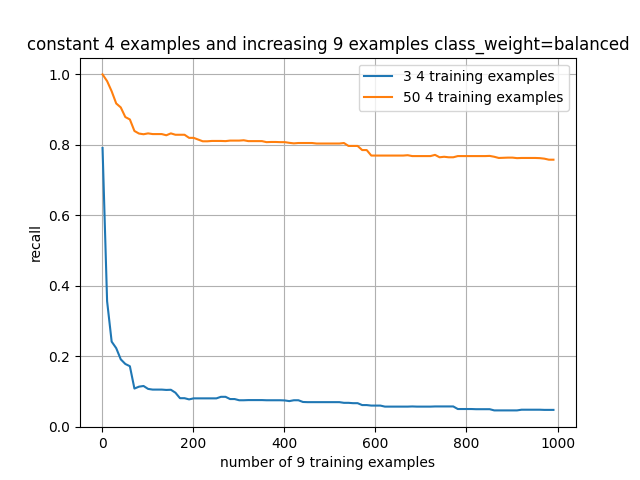 constant 4 examples and increasing 9 examples class_weight=balanced
3 4 training examples
50 4 training examples
recall
1.0
0.8
0.6
0.4
0.2
0.0
0 200 400 600 800 1000
number of 9 training examples